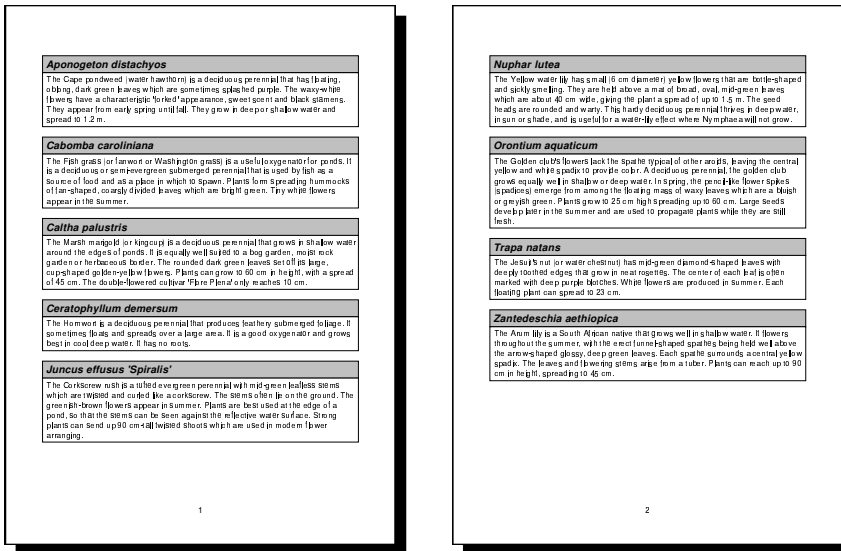 Aponogeton distachyos
The Cape pondweed (water hawthorn) is a deciduous perennial that has floating,
oblong, dark green leaves which are sometimes splashed purple. The waxy-white
flowers have a characteristic 'forked' appearance, sweet scent and black stamens.
They appear from early spring until fall. They grow in deep or shallow water and
spread to 1.2 m.
Cabomba caroliniana
The Fish grass (or fanwort or Washington grass) is a useful oxygenator for ponds. It
is a deciduous or semi-evergreen submerged perennial that is used by fish as a
source of food and as a place in which to spawn. Plants form spreading hummocks
of fan-shaped, coarsly divided leaves which are bright green. Tiny white flowers
appear in the summer.
Caltha palustris
The Marsh marigold (or kingcup) is a deciduous perennial that grows in shallow water
around the edges of ponds. It is equally well suited to a bog garden, moist rock
garden or herbaceous border. The rounded dark green leaves set off its large,
cup-shaped golden-yellow flowers. Plants can grow to 60 cm in height, with a spread
of 45 cm. The double-flowered cultivar 'Flore Plena' only reaches 10 cm.
Ceratophyllum demersum
The Hornwort is a deciduous perennial that produces feathery submerged foliage. It
sometimes floats and spreads over a large area. It is a good oxygenator and grows
best in cool deep water. It has no roots.
Juncus effusus 'Spiralis'
The Corkscrew rush is a tufted evergreen perennial with mid-green leafless stems
which are twisted and curled like a corkscrew. The stems often lie on the ground. The
greenish-brown flowers appear in summer. Plants are best used at the edge of a
pond, so that the stems can be seen against the reflective water surface. Strong
plants can send up 90 cm-tall twisted shoots which are used in modern flower
arranging.
1
Nuphar lutea
The Yellow water lily has small (6 cm diameter) yellow flowers that are bottle-shaped
and sickly smelling. They are held above a mat of broad, oval, mid-green leaves
which are about 40 cm wide, giving the plant a spread of up to 1.5 m. The seed
heads are rounded and warty. This hardy deciduous perennial thrives in deep water,
in sun or shade, and is useful for a water-lily effect where Nymphaea will not grow.
Orontium aquaticum
The Golden club's flowers lack the spathe typical of other aroids, leaving the central
yellow and white spadix to provide color. A deciduous perennial, the golden club
grows equally well in shallow or deep water. In spring, the pencil-like flower spikes
(spadices) emerge from among the floating mass of waxy leaves which are a bluish
or greyish green. Plants grow to 25 cm high spreading up to 60 cm. Large seeds
develop later in the summer and are used to propagate plants while they are still
fresh.
Trapa natans
The Jesuit's nut (or water chestnut) has mid-green diamond-shaped leaves with
deeply toothed edges that grow in neat rosettes. The center of each leaf is often
marked with deep purple blotches. White flowers are produced in summer. Each
floating plant can spread to 23 cm.
Zantedeschia aethiopica
The Arum lily is a South African native that grows well in shallow water. It flowers
throughout the summer, with the erect funnel-shaped spathes being held well above
the arrow-shaped glossy, deep green leaves. Each spathe surrounds a central yellow
spadix. The leaves and flowering stems arise from a tuber. Plants can reach up to 90
cm in height, spreading to 45 cm.
2